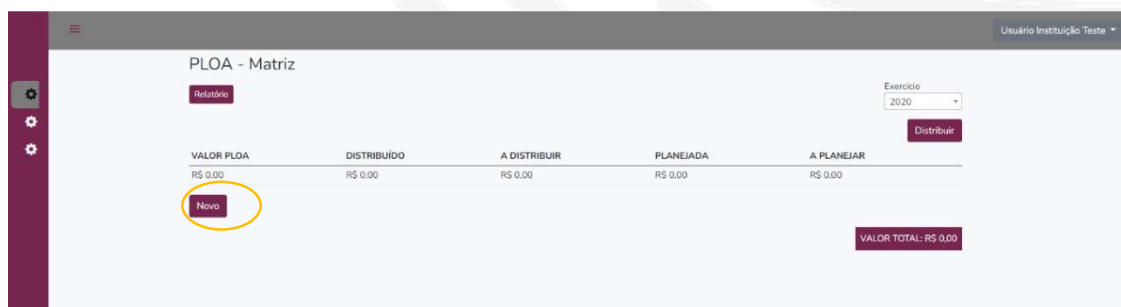 Usuário Instituição Teste
PLOA - Matriz
Relatório
Exercício
2020
Distribuir
VALOR PLOA DISTRIBUÍDO A DISTRIBUIR PLANEJADA A PLANEJAR
R$ 0,00 R$ 0,00 R$ 0,00 R$ 0,00 R$ 0,00
Novo
VALOR TOTAL: R$ 0,00